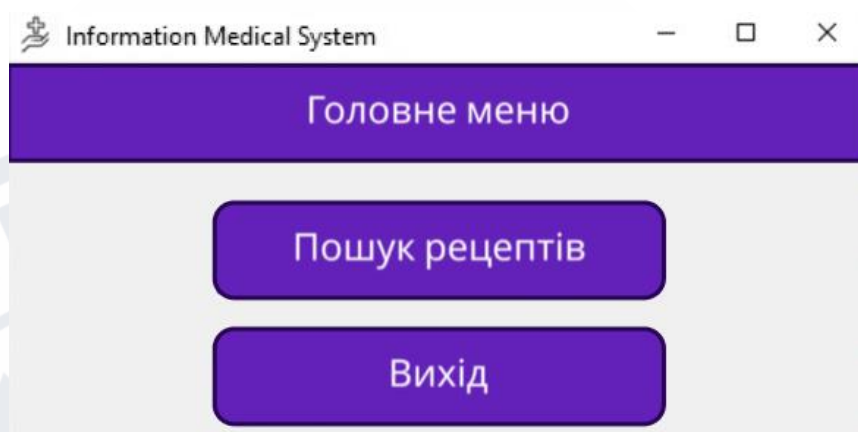 Information Medical System
Головне меню
Пошук рецептів
Вихід